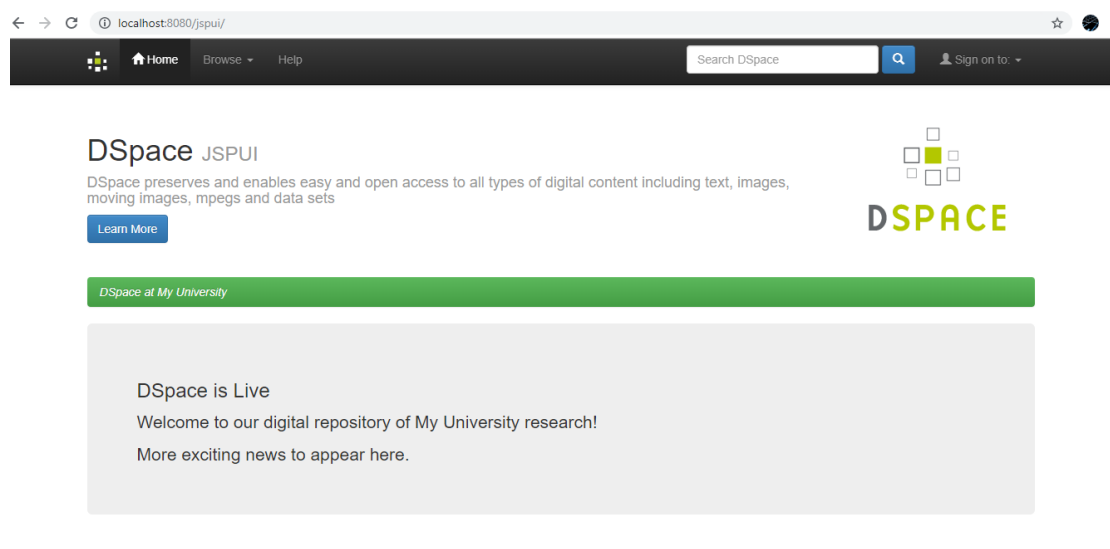 localhost:8080/jspui/
Home Browse Help Search DSpace Sign on to:
DSpace JSPUI
DSpace preserves and enables easy and open access to all types of digital content including text, images,
moving images, mpegs and data sets
Learn More
DSPACE
DSpace at My University
DSpace is Live
Welcome to our digital repository of My University research!
More exciting news to appear here.